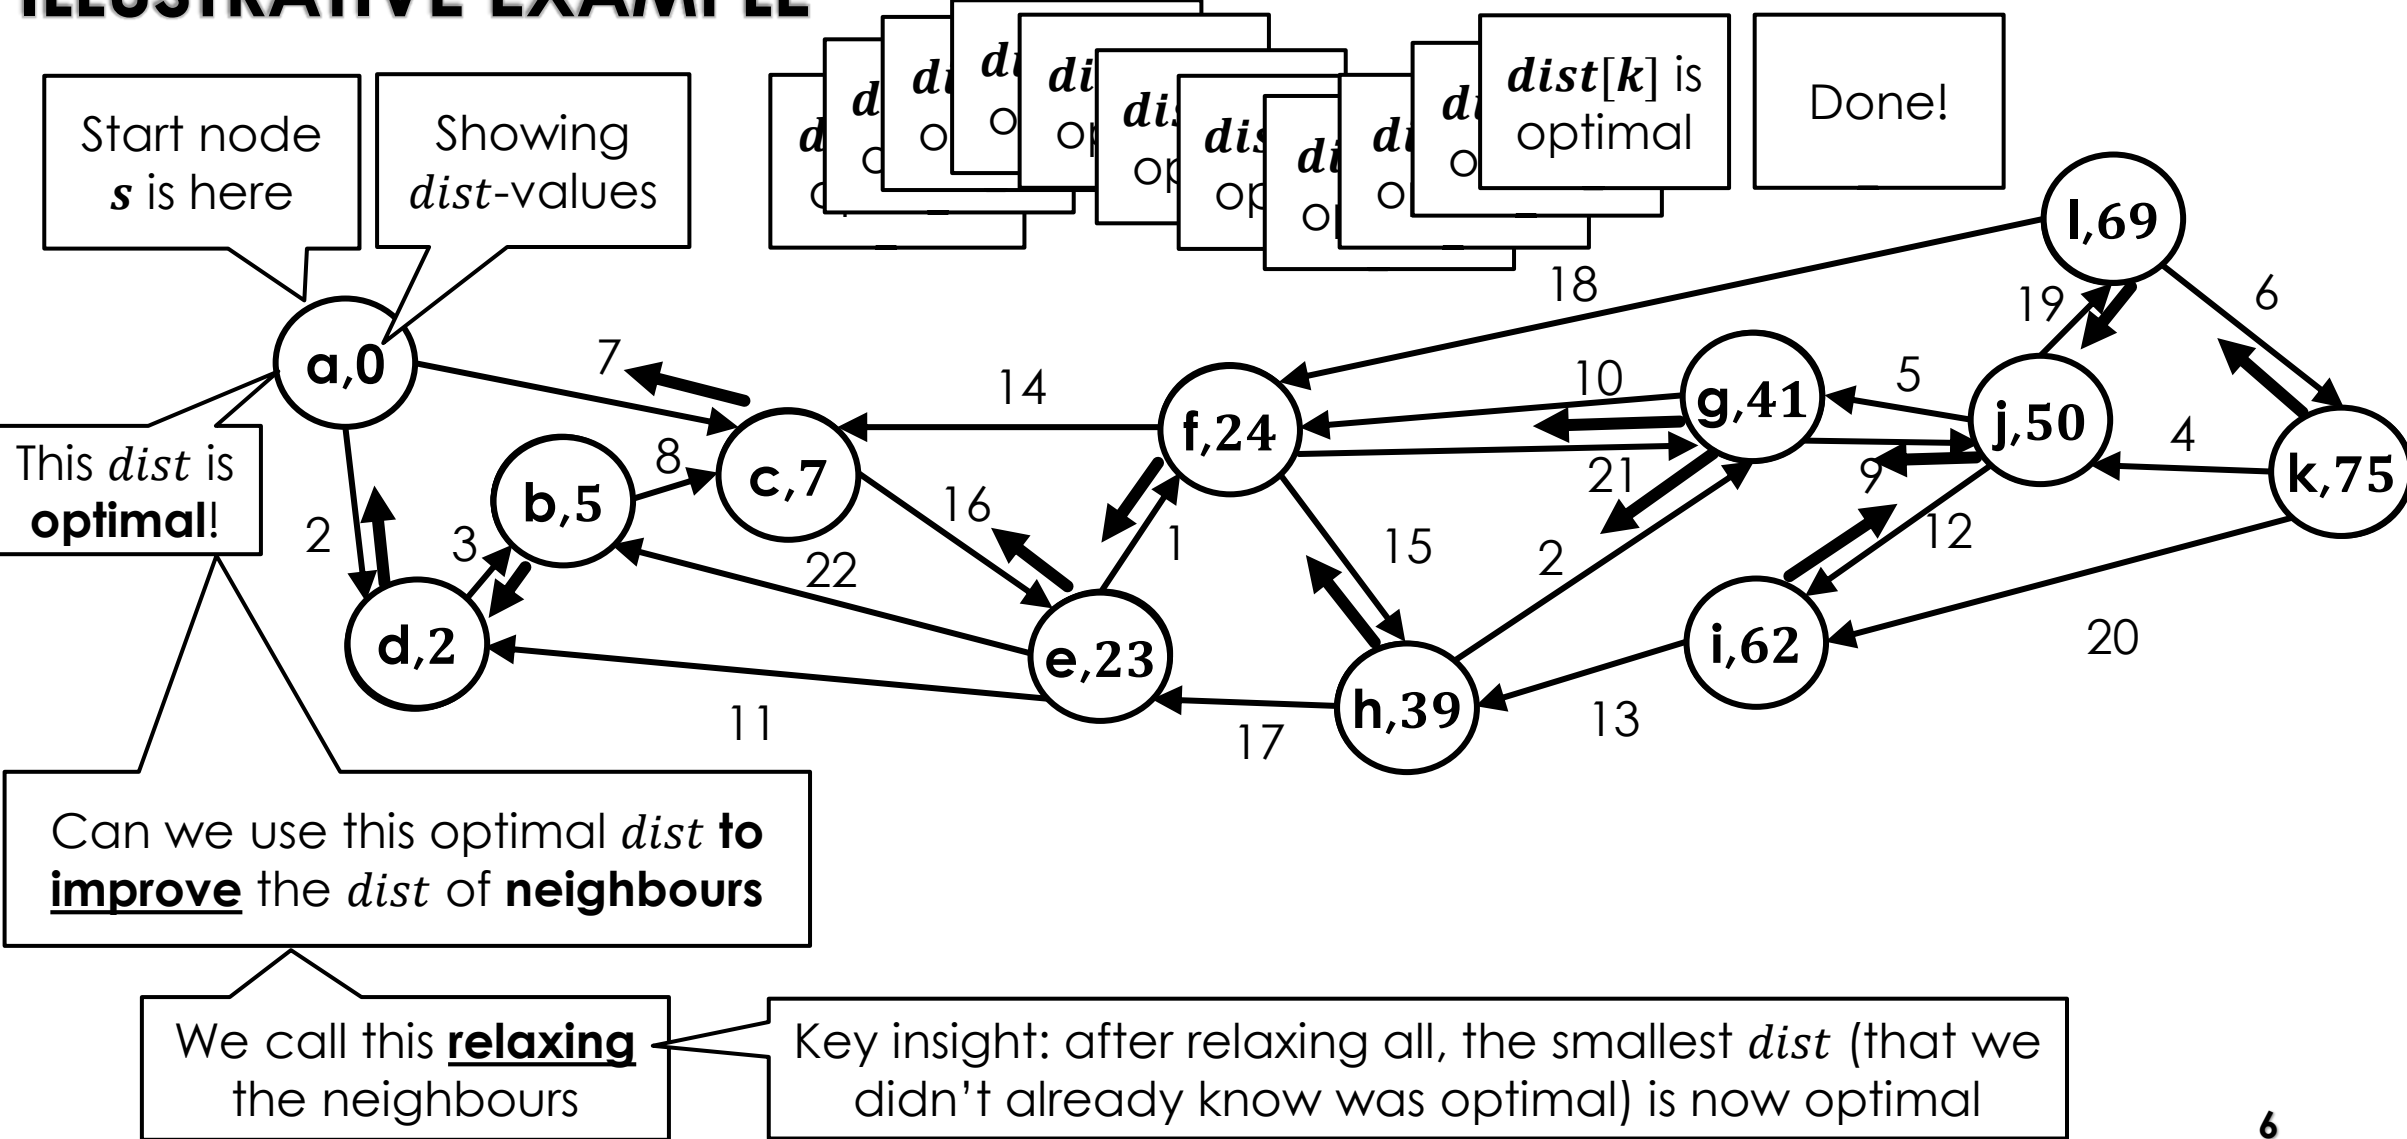 ILLUSTRATIVE EXAMPLE
Start node
s is here
Showing
dist-values
dist[k] is
optimal
Done!
l,69
18
19
6
a,0
7
14
10
5
g,41
j,50
f,24
4
k,75
This dist is
optimal!
2
3
b,5
8
c,7
16
1
21
9
15
2
12
22
d,2
e,23
h,39
i,62
20
11
17
13
Can we use this optimal dist to
improve the dist of neighbours
We call this relaxing
the neighbours
Key insight: after relaxing all, the smallest dist (that we
didn't already know was optimal) is now optimal
6